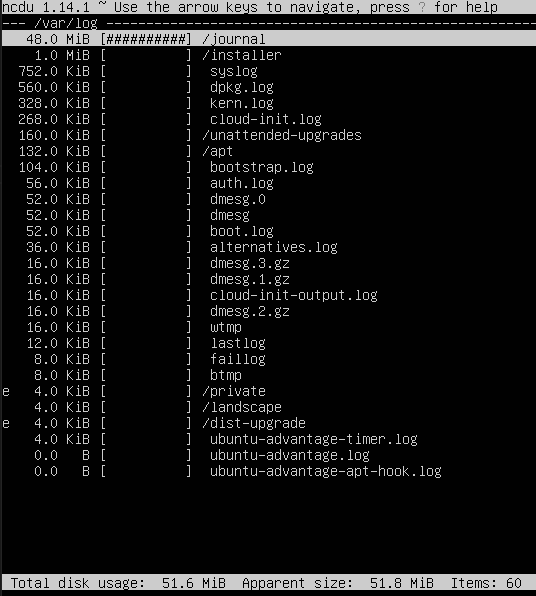 ncdu 1.14.1 ~ Use the arrow keys to navigate, press ? for help
--- /var/log ---------------------------------------------------
   48.0 MiB [##########] /journal
    1.0 MiB [          ] /installer
  752.0 KiB [          ]  syslog
  560.0 KiB [          ]  dpkg.log
  328.0 KiB [          ]  kern.log
  268.0 KiB [          ]  cloud-init.log
  160.0 KiB [          ] /unattended-upgrades
  132.0 KiB [          ] /apt
  104.0 KiB [          ]  bootstrap.log
   56.0 KiB [          ]  auth.log
   52.0 KiB [          ]  dmesg.0
   52.0 KiB [          ]  dmesg
   52.0 KiB [          ]  boot.log
   36.0 KiB [          ]  alternatives.log
   16.0 KiB [          ]  dmesg.3.gz
   16.0 KiB [          ]  dmesg.1.gz
   16.0 KiB [          ]  cloud-init-output.log
   16.0 KiB [          ]  dmesg.2.gz
   16.0 KiB [          ]  wtmp
   12.0 KiB [          ]  lastlog
    8.0 KiB [          ]  faillog
    8.0 KiB [          ]  btmp
e   4.0 KiB [          ] /private
    4.0 KiB [          ] /landscape
e   4.0 KiB [          ] /dist-upgrade
    4.0 KiB [          ]  ubuntu-advantage-timer.log
    0.0   B [          ]  ubuntu-advantage.log
    0.0   B [          ]  ubuntu-advantage-apt-hook.log
 Total disk usage:  51.6 MiB  Apparent size:  51.8 MiB  Items: 60